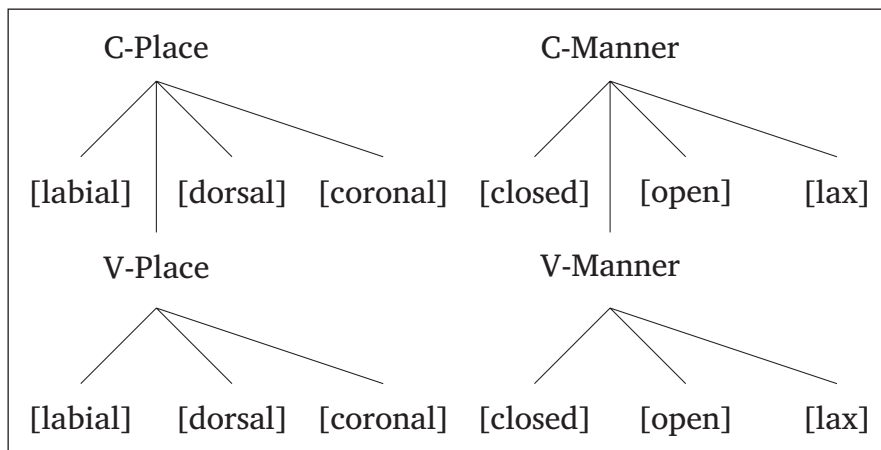 C-Place C-Manner
[labial] [dorsal] [coronal] [closed] [open] [lax]
V-Place V-Manner
[labial] [dorsal] [coronal] [closed] [open] [lax]